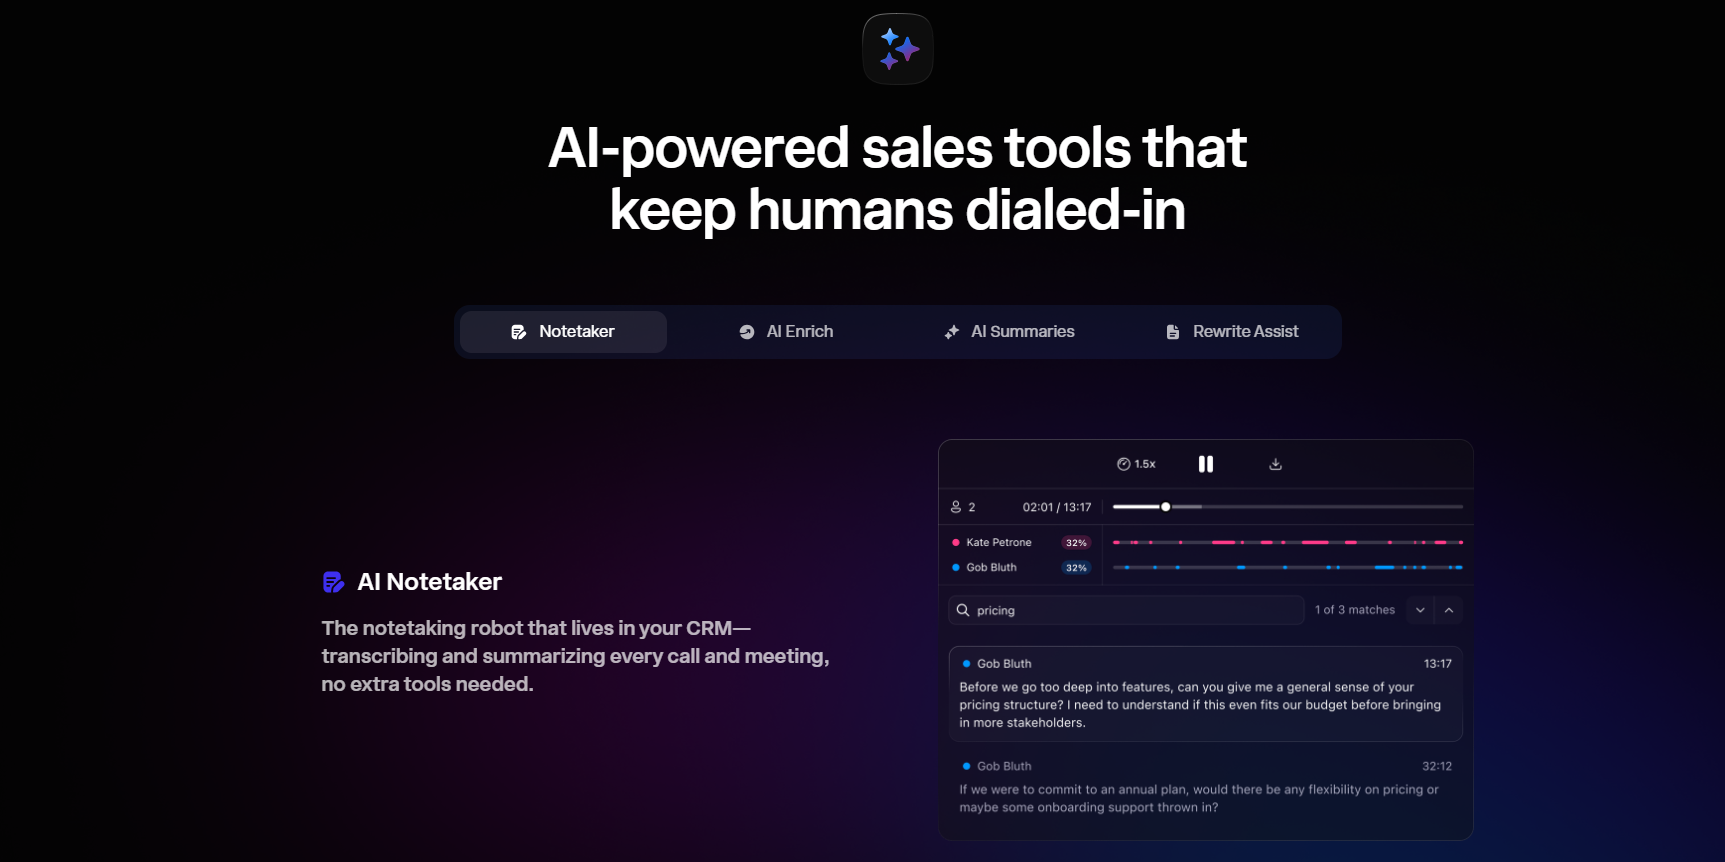 AI-powered sales tools that
keep humans dialed-in
Notetaker
AI Enrich
AI Summaries
Rewrite Assist
AI Notetaker
The notetaking robot that lives in your CRM—
transcribing and summarizing every call and meeting,
no extra tools needed.
1.5x
2
02:01 / 13:17
Kate Petrone 32%
Gob Bluth 32%
pricing
1 of 3 matches
Gob Bluth 13:17
Before we go too deep into features, can you give me a general sense of your
pricing structure? I need to understand if this even fits our budget before bringing
in more stakeholders.
Gob Bluth 32:12
If we were to commit to an annual plan, would there be any flexibility on pricing or
maybe some onboarding support thrown in?